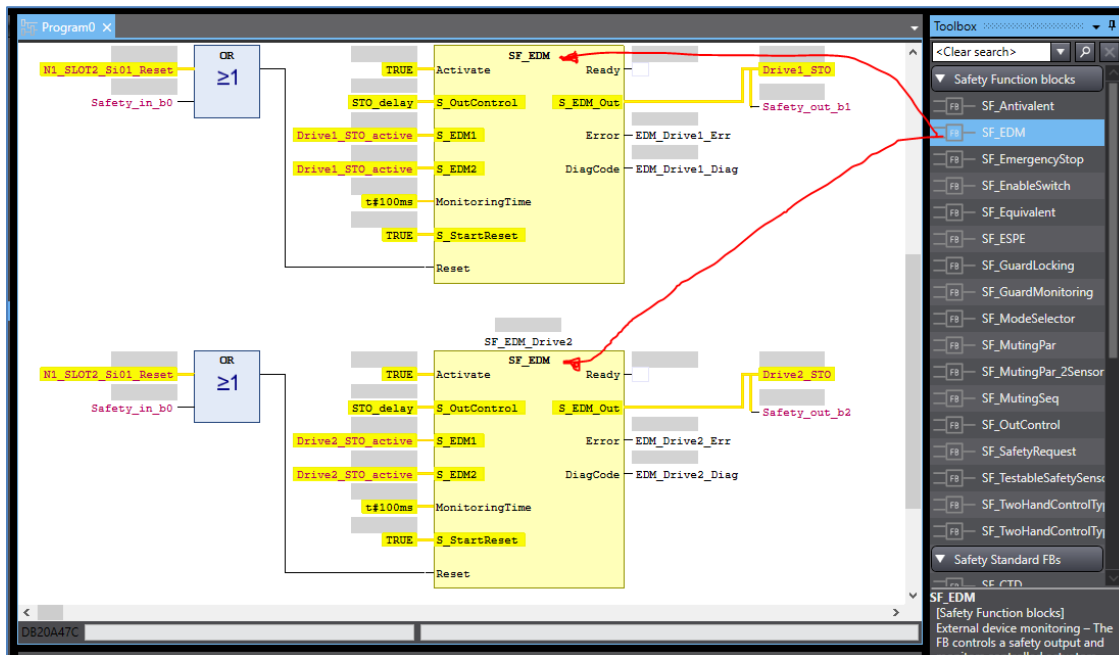 Program0
Toolbox
<Clear search>
Safety Function blocks
SF_Antivalent
SF_EDM
SF_EmergencyStop
SF_EnableSwitch
SF_Equivalent
SF_ESPE
SF_GuardLocking
SF_GuardMonitoring
SF_ModeSelector
SF_MutingPar
SF_MutingPar_2Sensor
SF_MutingSeq
SF_OutControl
SF_SafetyRequest
SF_TestableSafetySens
SF_TwoHandControlTy
SF_TwoHandControlTy
Safety Standard FBs
SF_CTD
SF_EDM
[Safety Function blocks]
External device monitoring – The
FB controls a safety output and
OR
≥1
N1_SLOT2_Si01_Reset
Safety_in_b0
SF_EDM
TRUE Activate Ready Drive1_STO
STO_delay S_OutControl S_EDM_Out Safety_out_b1
Drive1_STO_active S_EDM1 Error EDM_Drive1_Err
Drive1_STO_active S_EDM2 DiagCode EDM_Drive1_Diag
t#100ms MonitoringTime
TRUE S_StartReset
Reset
SF_EDM_Drive2
OR
≥1
N1_SLOT2_Si01_Reset
Safety_in_b0
SF_EDM
TRUE Activate Ready Drive2_STO
STO_delay S_OutControl S_EDM_Out Safety_out_b2
Drive2_STO_active S_EDM1 Error EDM_Drive2_Err
Drive2_STO_active S_EDM2 DiagCode EDM_Drive2_Diag
t#100ms MonitoringTime
TRUE S_StartReset
Reset
DB20A47C